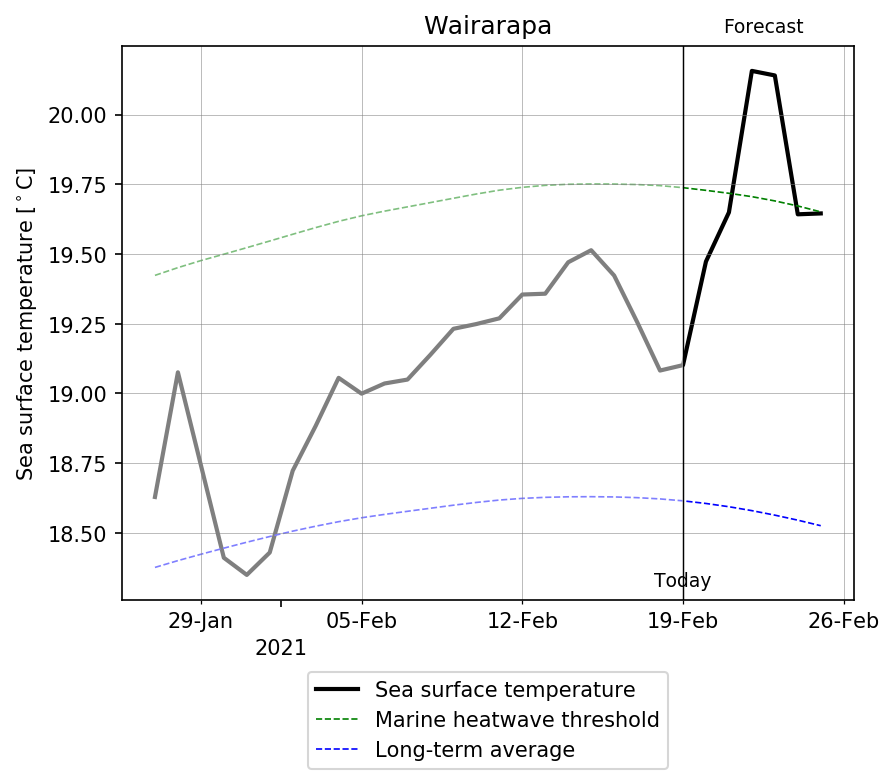 Wairarapa
Forecast
Sea surface temperature [°C]
20.00
19.75
19.50
19.25
19.00
18.75
18.50
Today
29-Jan 05-Feb 12-Feb 19-Feb 26-Feb
2021
Sea surface temperature
Marine heatwave threshold
Long-term average